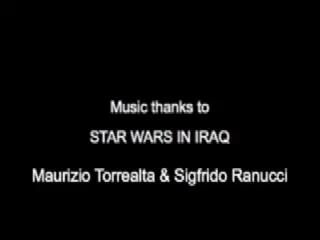 Music thanks to
STAR WARS IN IRAQ
Maurizio Torrealta & Sigfrido Ranucci